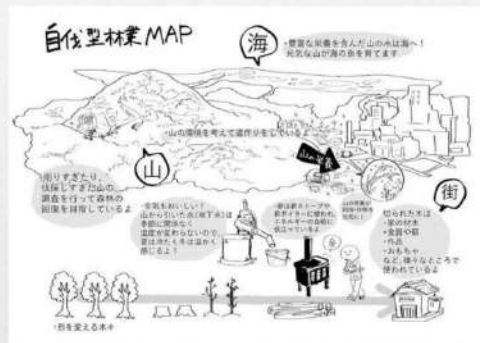 自伐型林業MAP
海
・豊富な栄養を含んだ山の水は海へ！
元気な山が海の魚を育てます
・山の環境を考えて道作りをしているよ
山の栄養
山
・削りすぎたり、
伐採しすぎた山の
調査を行って森林の
回復を目指しているよ
・空気もおいしい！
山から引いた水(地下水)は
季節に関係なく
温度が変わらないので、
夏は冷たく冬は温かく
感じるよ！
・薪は薪ストーブや
薪ボイラーに使われ、
エネルギーの自給に
役立っているよ
街
切られた木は
・家の材木
・食器や箸
・作品
・おもちゃ
など、様々なところで
使われているよ
・形を変える木々